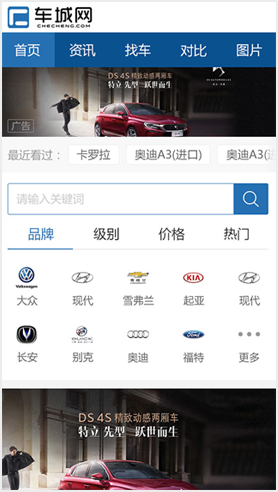 车城网
CHECHENG.COM
首页 资讯 找车 对比 图片
DS 4S 精致动感两厢车
特立 先型 一跃世而生
广告
最近看过： 卡罗拉 奥迪A3(进口) 奥迪A3(进
请输入关键词
品牌 级别 价格 热门
Volkswagen KIA
大众 现代 雪弗兰 起亚 现代
Ford
长安 别克 奥迪 福特 更多
DS 4S 精致动感两厢车
特立 先型 一跃世而生